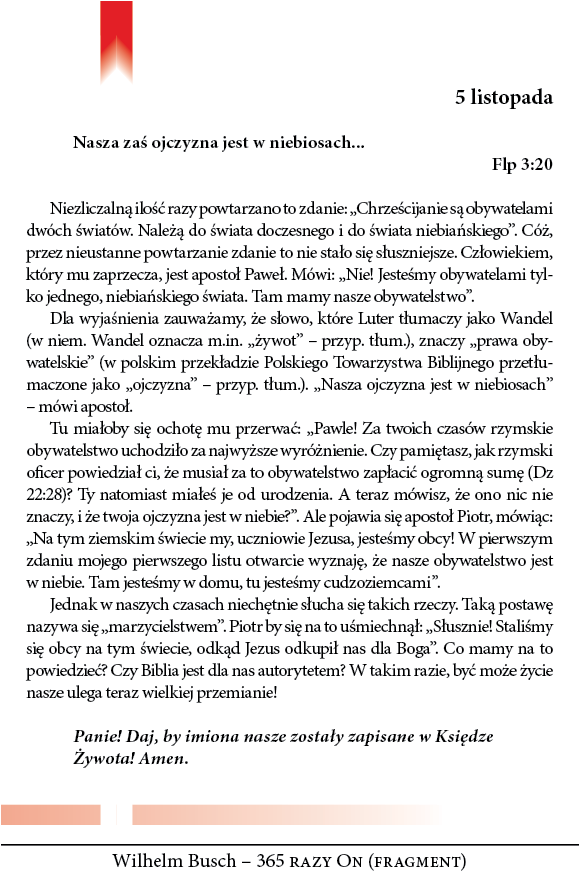 5 listopada
Nasza zaś ojczyzna jest w niebiosach...
Flp 3:20
Niezliczalną ilość razy powtarzano to zdanie: „Chrześcijanie są obywatelami
dwóch światów. Należą do świata doczesnego i do świata niebiańskiego”. Cóż,
przez nieustanne powtarzanie zdanie to nie stało się słuszniejsze. Człowiekiem,
który mu zaprzecza, jest apostoł Paweł. Mówi: „Nie! Jesteśmy obywatelami tyl-
ko jednego, niebiańskiego świata. Tam mamy nasze obywatelstwo”.
Dla wyjaśnienia zauważamy, że słowo, które Luter tłumaczy jako Wandel
(w niem. Wandel oznacza m.in. „żywot” – przyp. tłum.), znaczy „prawa oby-
watelskie” (w polskim przekładzie Polskiego Towarzystwa Biblijnego przetłu-
maczone jako „ojczyzna” – przyp. tłum.). „Nasza ojczyzna jest w niebiosach”
– mówi apostoł.
Tu miałoby się ochotę mu przerwać: „Pawle! Za twoich czasów rzymskie
obywatelstwo uchodziło za najwyższe wyróżnienie. Czy pamiętasz, jak rzymski
oficer powiedział ci, że musiał za to obywatelstwo zapłacić ogromną sumę (Dz
22:28)? Ty natomiast miałeś je od urodzenia. A teraz mówisz, że ono nic nie
znaczy, i że twoja ojczyzna jest w niebie?”. Ale pojawia się apostoł Piotr, mówiąc:
„Na tym ziemskim świecie my, uczniowie Jezusa, jesteśmy obcy! W pierwszym
zdaniu mojego pierwszego listu otwarcie wyznaję, że nasze obywatelstwo jest
w niebie. Tam jesteśmy w domu, tu jesteśmy cudzoziemcami”.
Jednak w naszych czasach niechętnie słucha się takich rzeczy. Taką postawę
nazywa się „marzycielstwem”. Piotr by się na to uśmiechnął: „Słusznie! Staliśmy
się obcy na tym świecie, odkąd Jezus odkupił nas dla Boga”. Co mamy na to
powiedzieć? Czy Biblia jest dla nas autorytetem? W takim razie, być może życie
nasze ulega teraz wielkiej przemianie!
Panie! Daj, by imiona nasze zostały zapisane w Księdze
Żywota! Amen.
Wilhelm Busch – 365 RAZY ON (FRAGMENT)